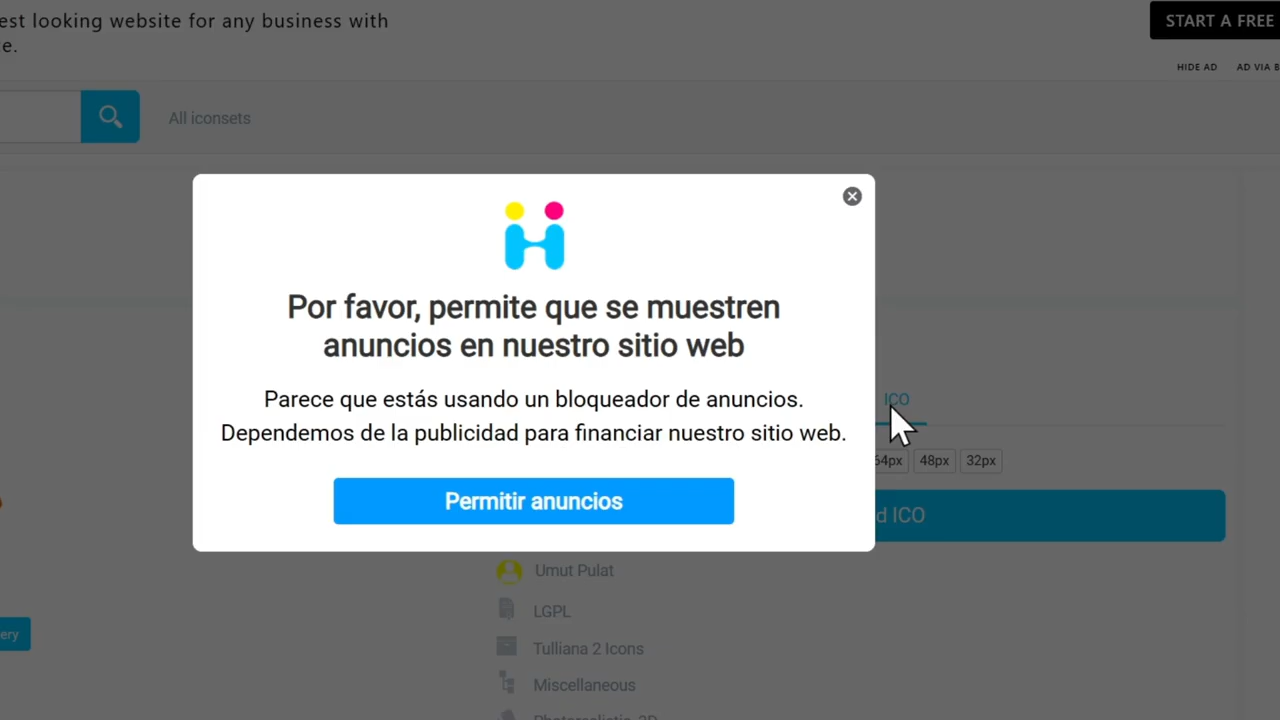 est looking website for any business with
e.
START A FREE
HIDE AD
AD VIA B
All iconsets
Por favor, permite que se muestren
anuncios en nuestro sitio web
Parece que estás usando un bloqueador de anuncios.
Dependemos de la publicidad para financiar nuestro sitio web.
Permitir anuncios
ICO
64px 48px 32px
d ICO
Umut Pulat
LGPL
ery
Tulliana 2 Icons
Miscellaneous